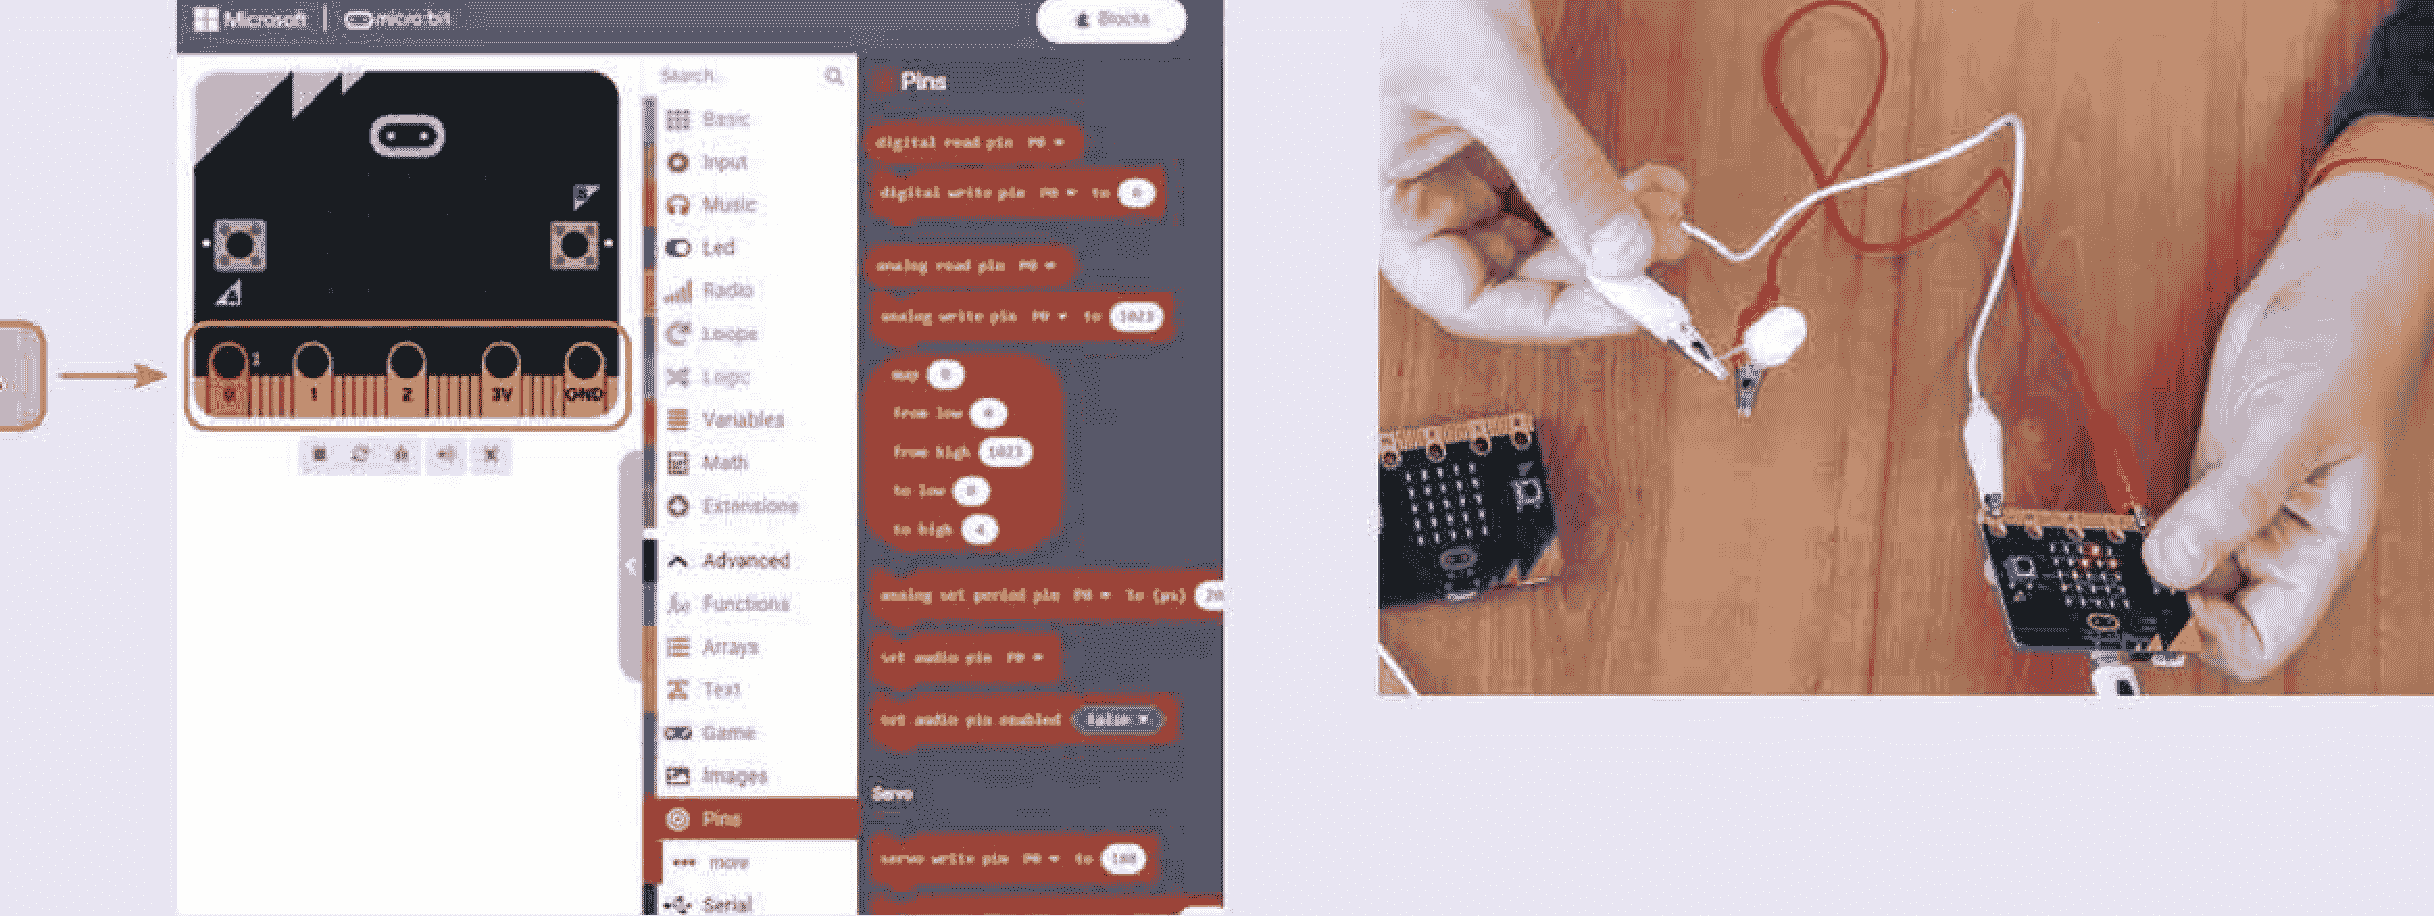 Microsoft | micro:bit
Blocks
Search...
Basic
Input
Music
Led
Radio
Loops
Logic
Variables
Math
Extensions
Advanced
Functions
Arrays
Text
Game
Images
Pins
more
Serial
B
A
0
1
2
3V
GND
Pins
digital read pin P0
digital write pin P0 to 0
analog read pin P0
analog write pin P0 to 1023
map 0
from low 0
from high 1023
to low 0
to high 4
analog set period pin P0 to (µs) 20
set audio pin P0
set audio pin enabled false
Servo
servo write pin P0 to 180